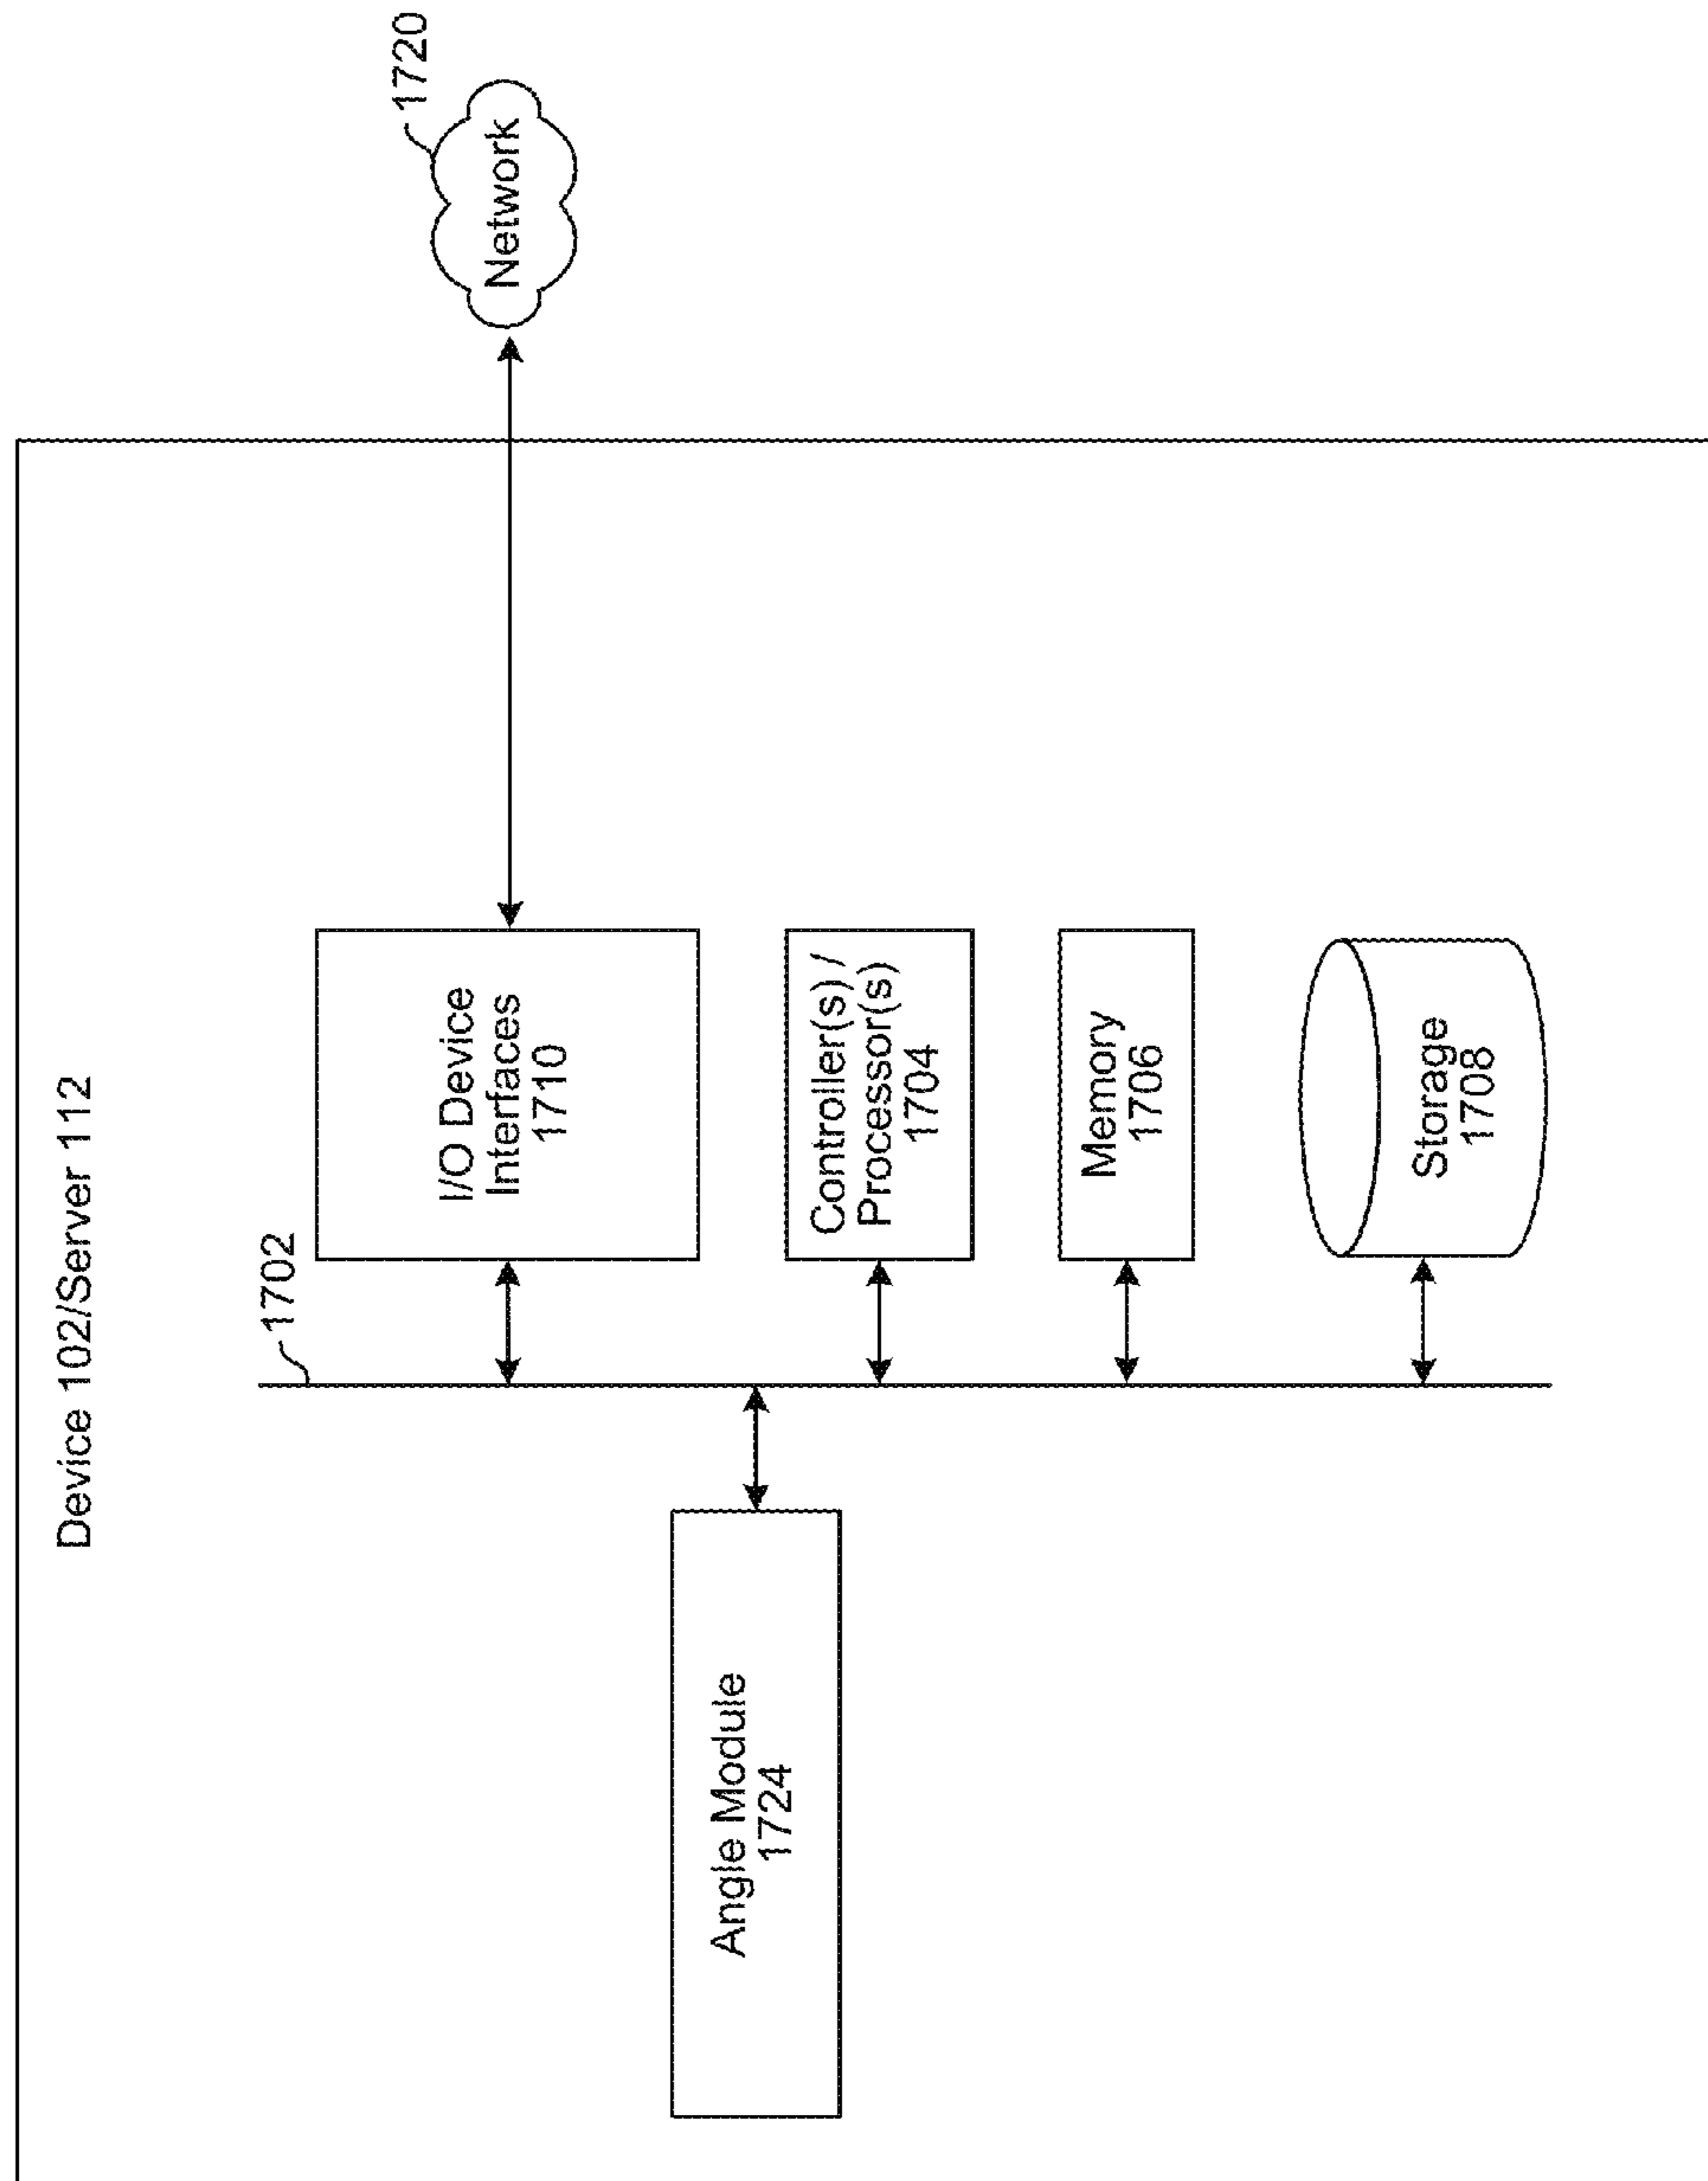 Device 102/Server 112
1702
I/O Device
Interfaces
1710
Network
1720
Angle Module
1724
Controller(s) /
Processor(s)
1704
Memory
1706
Storage
1708